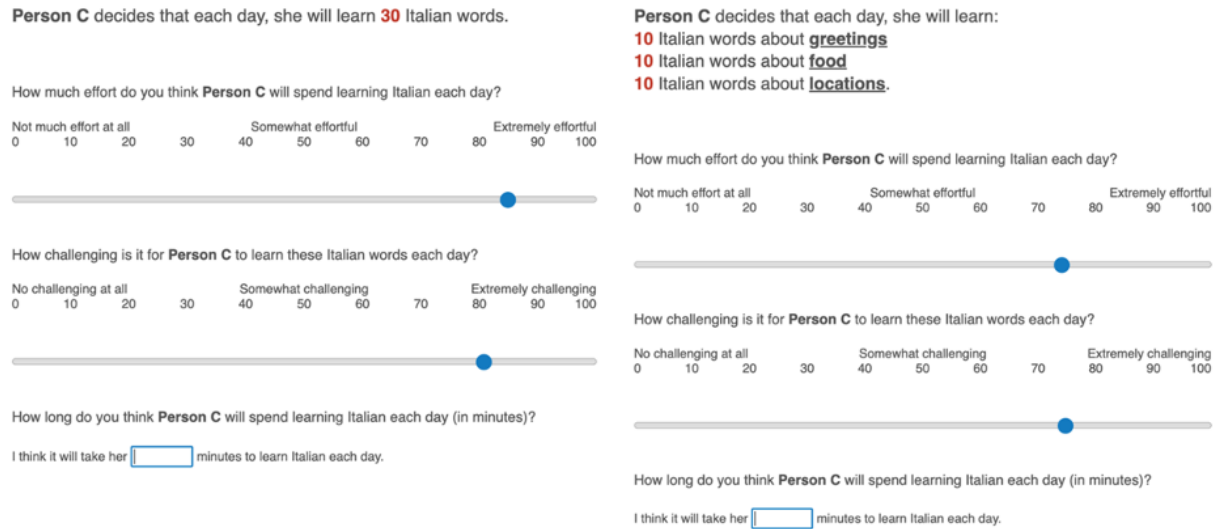 Person C decides that each day, she will learn 30 Italian words.
How much effort do you think Person C will spend learning Italian each day?
Not much effort at all Somewhat effortful Extremely effortful
0 10 20 30 40 50 60 70 80 90 100
How challenging is it for Person C to learn these Italian words each day?
No challenging at all Somewhat challenging Extremely challenging
0 10 20 30 40 50 60 70 80 90 100
How long do you think Person C will spend learning Italian each day (in minutes)?
I think it will take her minutes to learn Italian each day.
Person C decides that each day, she will learn:
10 Italian words about greetings
10 Italian words about food
10 Italian words about locations.
How much effort do you think Person C will spend learning Italian each day?
Not much effort at all Somewhat effortful Extremely effortful
0 10 20 30 40 50 60 70 80 90 100
How challenging is it for Person C to learn these Italian words each day?
No challenging at all Somewhat challenging Extremely challenging
0 10 20 30 40 50 60 70 80 90 100
How long do you think Person C will spend learning Italian each day (in minutes)?
I think it will take her minutes to learn Italian each day.